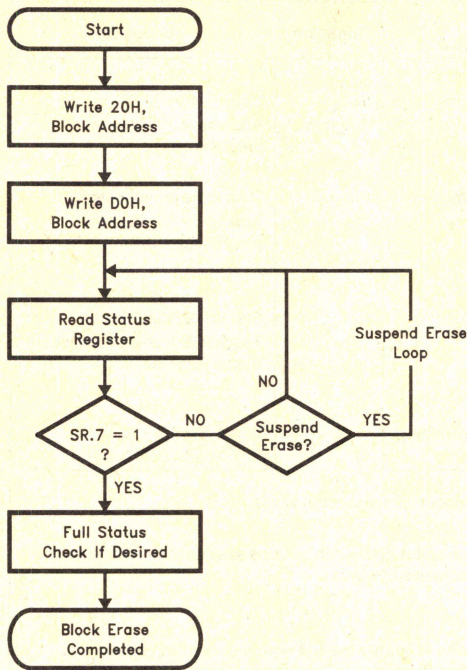 Start
Write 20H,
Block Address
Write D0H,
Block Address
Read Status
Register
Suspend Erase
Loop
NO
SR.7 = 1
?
NO
Suspend
Erase?
YES
YES
Full Status
Check If Desired
Block Erase
Completed